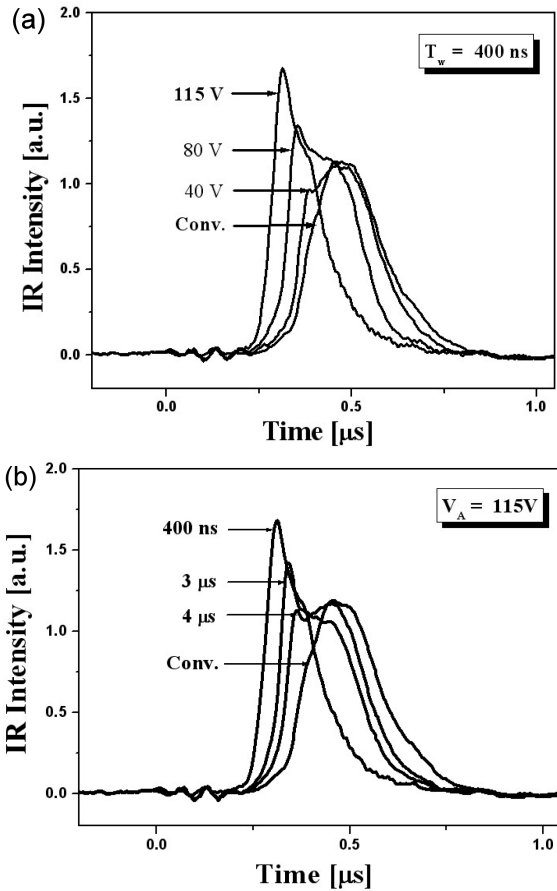 (a)
T_w = 400 ns
2.0
1.5
1.0
0.5
0.0
IR Intensity [a.u.]
115 V
80 V
40 V
Conv.
0.0 0.5 1.0
Time [μs]
(b)
V_A = 115V
2.0
1.5
1.0
0.5
0.0
IR Intensity [a.u.]
400 ns
3 μs
4 μs
Conv.
0.0 0.5 1.0
Time [μs]